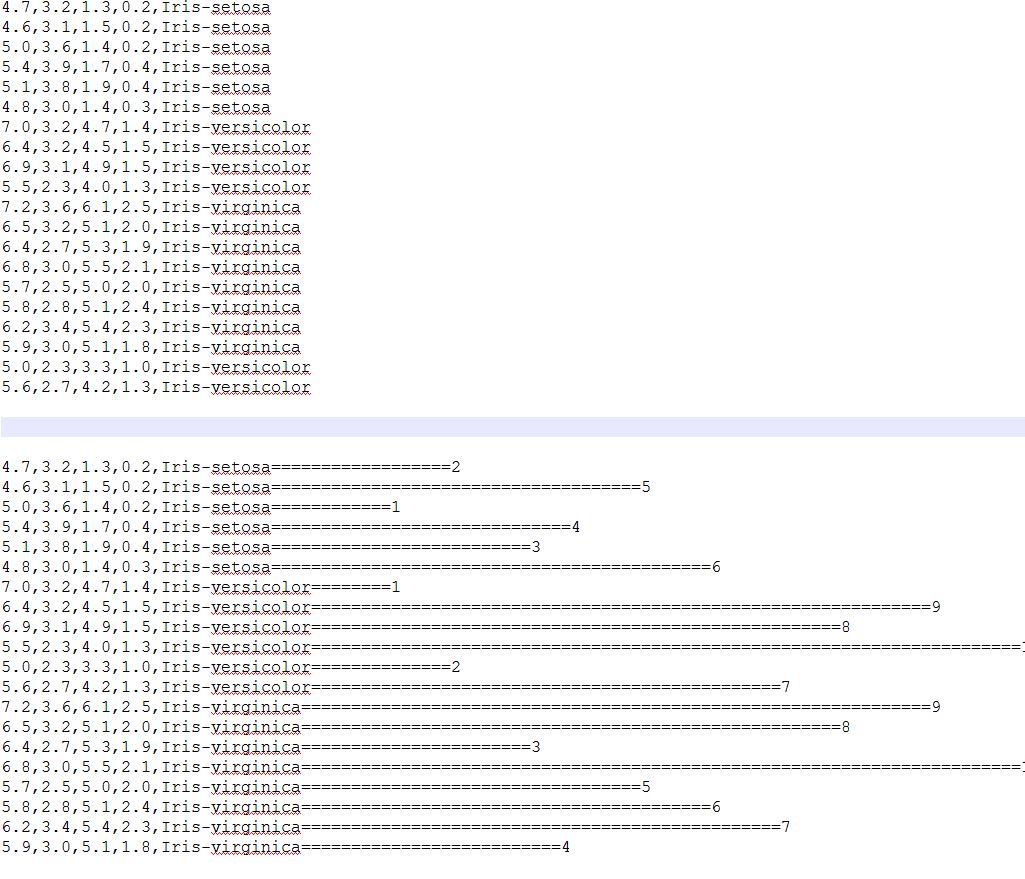 4.7,3.2,1.3,0.2,Iris-setosa
4.6,3.1,1.5,0.2,Iris-setosa
5.0,3.6,1.4,0.2,Iris-setosa
5.4,3.9,1.7,0.4,Iris-setosa
5.1,3.8,1.9,0.4,Iris-setosa
4.8,3.0,1.4,0.3,Iris-setosa
7.0,3.2,4.7,1.4,Iris-versicolor
6.4,3.2,4.5,1.5,Iris-versicolor
6.9,3.1,4.9,1.5,Iris-versicolor
5.5,2.3,4.0,1.3,Iris-versicolor
7.2,3.6,6.1,2.5,Iris-virginica
6.5,3.2,5.1,2.0,Iris-virginica
6.4,2.7,5.3,1.9,Iris-virginica
6.8,3.0,5.5,2.1,Iris-virginica
5.7,2.5,5.0,2.0,Iris-virginica
5.8,2.8,5.1,2.4,Iris-virginica
6.2,3.4,5.4,2.3,Iris-virginica
5.9,3.0,5.1,1.8,Iris-virginica
5.0,2.3,3.3,1.0,Iris-versicolor
5.6,2.7,4.2,1.3,Iris-versicolor
4.7,3.2,1.3,0.2,Iris-setosa==================2
4.6,3.1,1.5,0.2,Iris-setosa=====================================5
5.0,3.6,1.4,0.2,Iris-setosa============1
5.4,3.9,1.7,0.4,Iris-setosa==============================4
5.1,3.8,1.9,0.4,Iris-setosa==========================3
4.8,3.0,1.4,0.3,Iris-setosa============================================6
7.0,3.2,4.7,1.4,Iris-versicolor========1
6.4,3.2,4.5,1.5,Iris-versicolor==============================================================9
6.9,3.1,4.9,1.5,Iris-versicolor=====================================================8
5.5,2.3,4.0,1.3,Iris-versicolor=======================================================================
5.0,2.3,3.3,1.0,Iris-versicolor==============2
5.6,2.7,4.2,1.3,Iris-versicolor===============================================7
7.2,3.6,6.1,2.5,Iris-virginica===============================================================9
6.5,3.2,5.1,2.0,Iris-virginica======================================================8
6.4,2.7,5.3,1.9,Iris-virginica=======================3
6.8,3.0,5.5,2.1,Iris-virginica========================================================================
5.7,2.5,5.0,2.0,Iris-virginica==================================5
5.8,2.8,5.1,2.4,Iris-virginica=========================================6
6.2,3.4,5.4,2.3,Iris-virginica================================================7
5.9,3.0,5.1,1.8,Iris-virginica==========================4